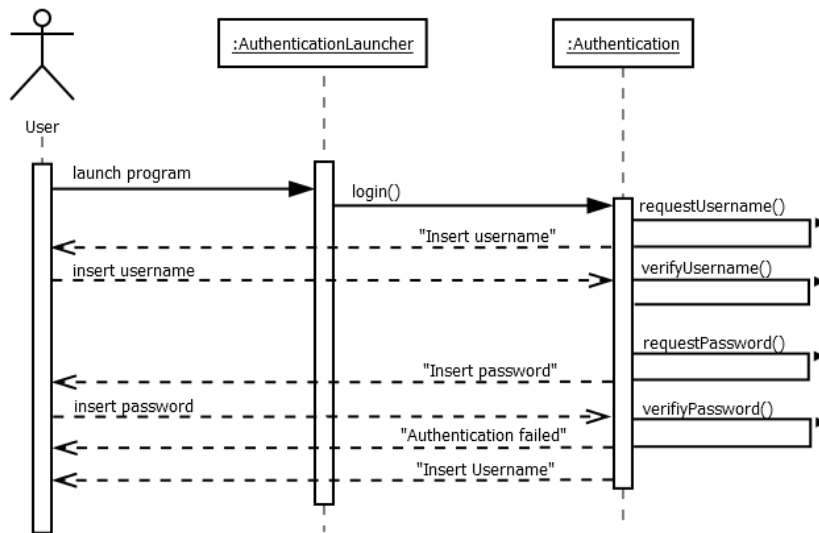 :AuthenticationLauncher
:Authentication
User
launch program
login()
requestUsername()
"Insert username"
insert username
verifyUsername()
requestPassword()
"Insert password"
insert password
verifiyPassword()
"Authentication failed"
"Insert Username"